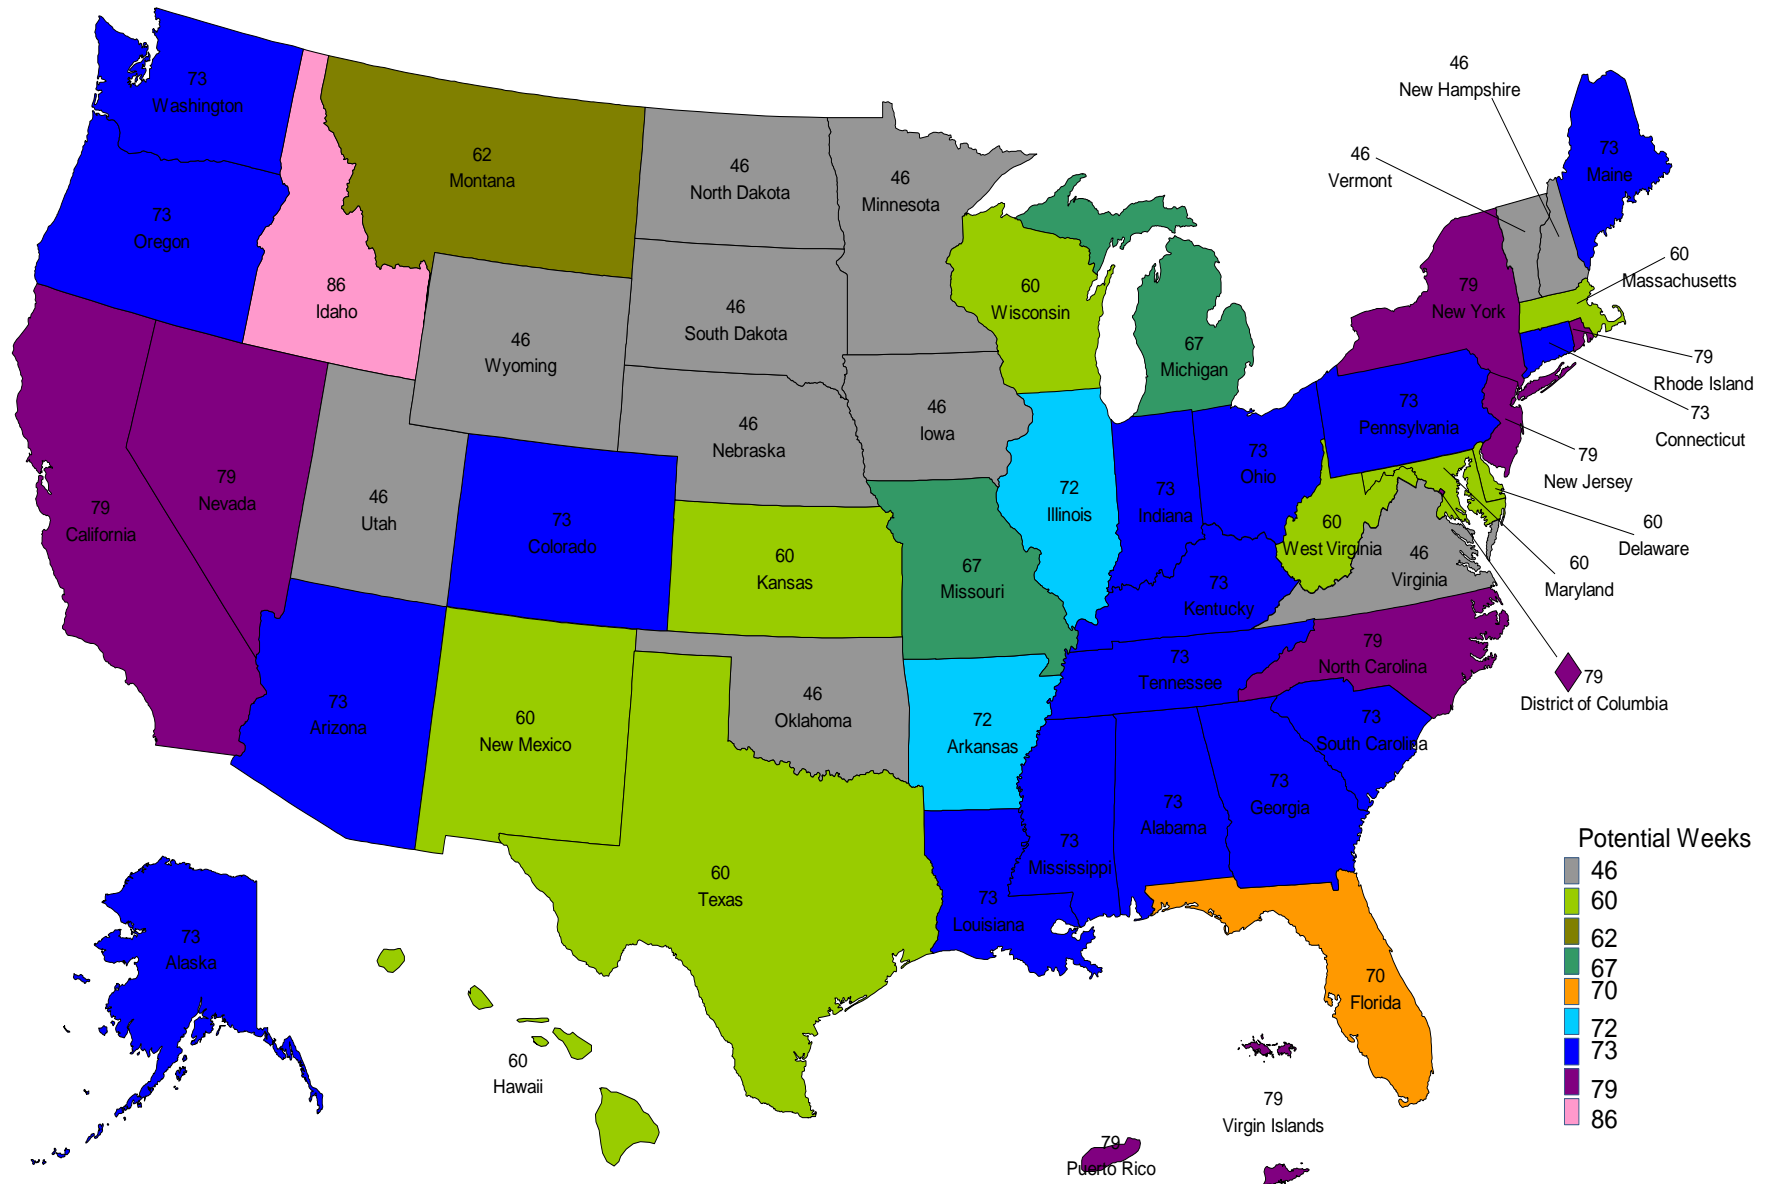 73
Washington
73
Oregon
86
Idaho
62
Montana
46
North Dakota
46
Minnesota
46
New Hampshire
46
Vermont
73
Maine
60
Massachusetts
79
New York
79
Rhode Island
73
Connecticut
79
New Jersey
60
Delaware
60
Maryland
79
District of Columbia
46
Wyoming
46
South Dakota
60
Wisconsin
67
Michigan
46
Nebraska
46
Iowa
73
Pennsylvania
73
Ohio
73
Indiana
72
Illinois
60
West Virginia
46
Virginia
79
California
79
Nevada
46
Utah
73
Colorado
60
Kansas
67
Missouri
73
Kentucky
73
Tennessee
79
North Carolina
73
South Carolina
73
Arizona
60
New Mexico
46
Oklahoma
72
Arkansas
73
Mississippi
73
Alabama
73
Georgia
60
Texas
73
Louisiana
70
Florida
73
Alaska
60
Hawaii
79
Virgin Islands
79
Puerto Rico
Potential Weeks
46
60
62
67
70
72
73
79
86